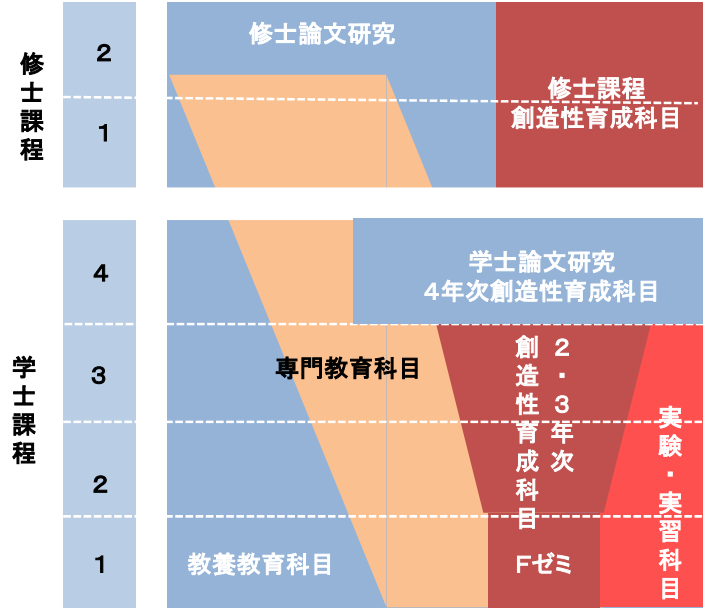 修士課程
2
1
修士論文研究
修士課程
創造性育成科目
学士課程
4
3
2
1
学士論文研究
4年次創造性育成科目
専門教育科目
2・3年次
創造性育成科目
実験・実習科目
教養教育科目
Fゼミ